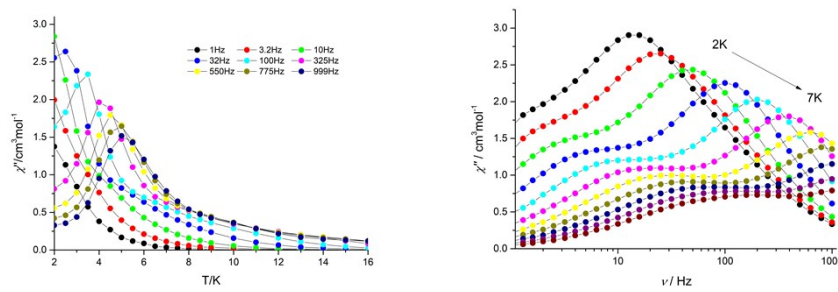 χ''/cm³mol⁻¹
3.0
2.5
2.0
1.5
1.0
0.5
0.0
1Hz 3.2Hz 10Hz
32Hz 100Hz 325Hz
550Hz 775Hz 999Hz
2 4 6 8 10 12 14 16
T/K
χ'' / cm³mol⁻¹
3.0
2.5
2.0
1.5
1.0
0.5
0.0
2K
7K
10 100 100
ν / Hz